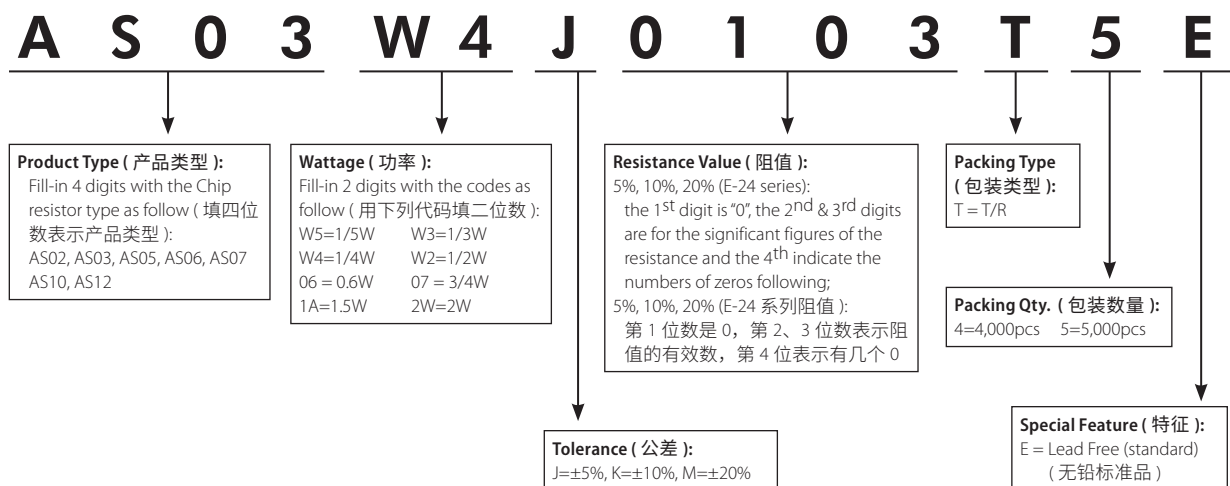 AS03W4J0103T5E
Product Type ( 产品类型 ):
Fill-in 4 digits with the Chip
resistor type as follow ( 填四位
数表示产品类型 ):
AS02, AS03, AS05, AS06, AS07
AS10, AS12
Wattage ( 功率 ):
Fill-in 2 digits with the codes as
follow ( 用下列代码填二位数 ):
W5=1/5W W3=1/3W
W4=1/4W W2=1/2W
06 = 0.6W 07 = 3/4W
1A=1.5W 2W=2W
Resistance Value ( 阻值 ):
5%, 10%, 20% (E-24 series):
the 1st digit is "0", the 2nd & 3rd digits
are for the significant figures of the
resistance and the 4th indicate the
numbers of zeros following;
5%, 10%, 20% (E-24 系列阻值 ):
第 1 位数是 0，第 2、3 位数表示阻
值的有效数，第 4 位表示有几个 0
Packing Type
( 包装类型 ):
T = T/R
Packing Qty. ( 包装数量 ):
4=4,000pcs 5=5,000pcs
Tolerance ( 公差 ):
J=±5%, K=±10%, M=±20%
Special Feature ( 特征 ):
E = Lead Free (standard)
( 无铅标准品 )